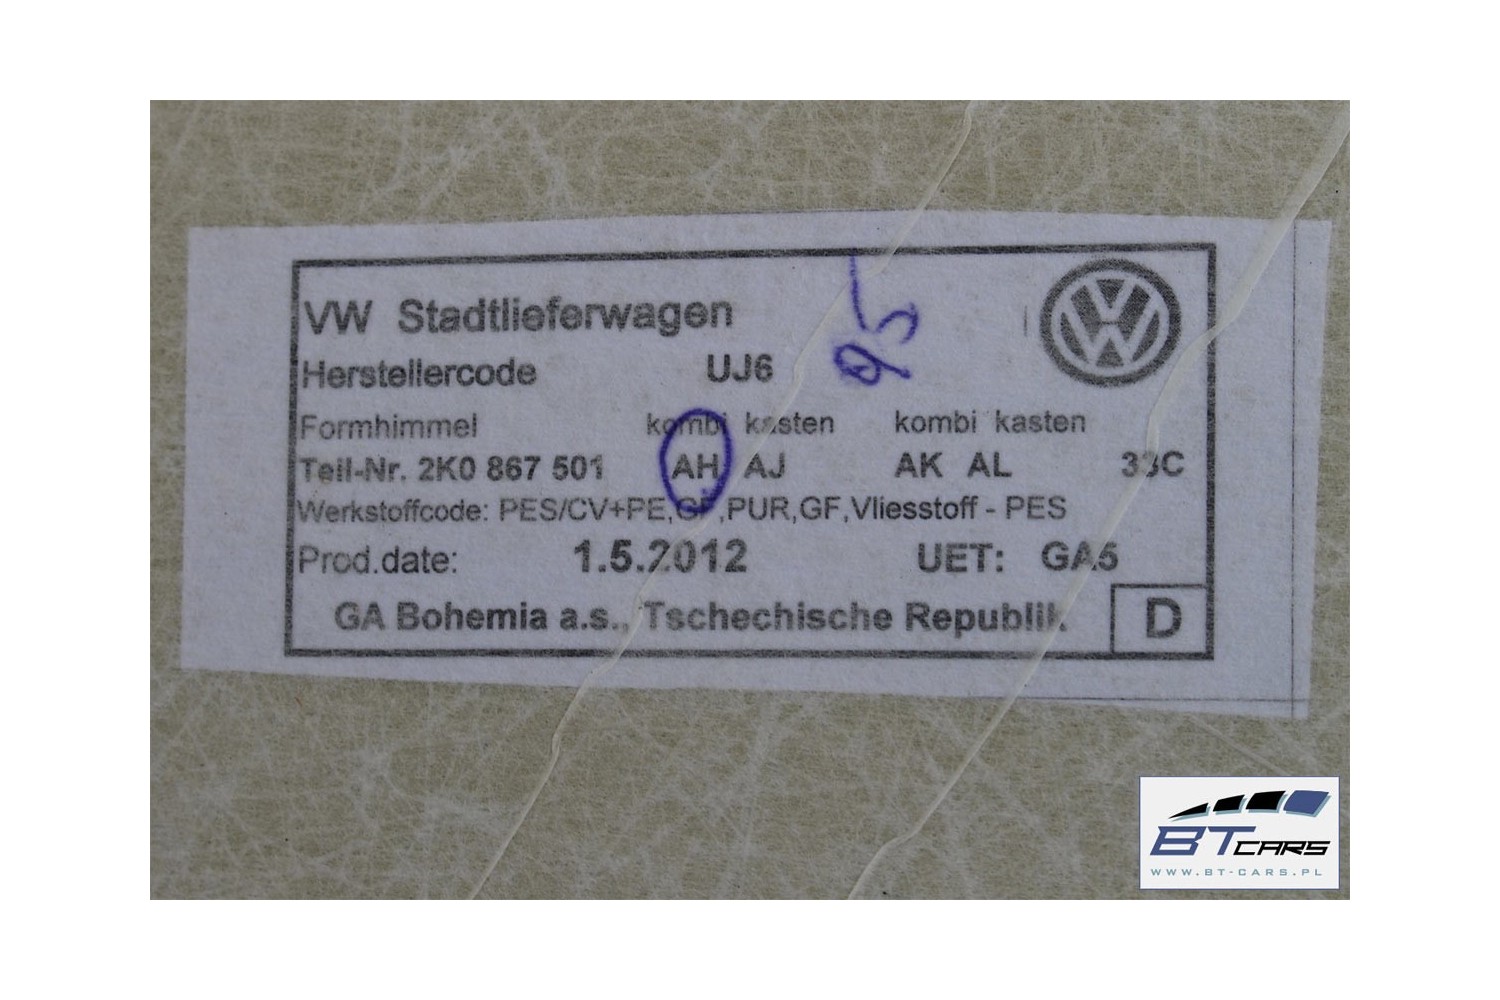 VW Stadtlieferwagen
95
Herstellercode UJ6
Formhimmel kombi kasten kombi kasten
Teil-Nr. 2K0 867 501 AH AJ AK AL 33C
Werkstoffcode: PES/CV+PE,GF,PUR,GF,Vliesstoff - PES
Prod.date: 1.5.2012 UET: GA5
GA Bohemia a.s., Tschechische Republik D
BT CARS
WWW.BT-CARS.PL